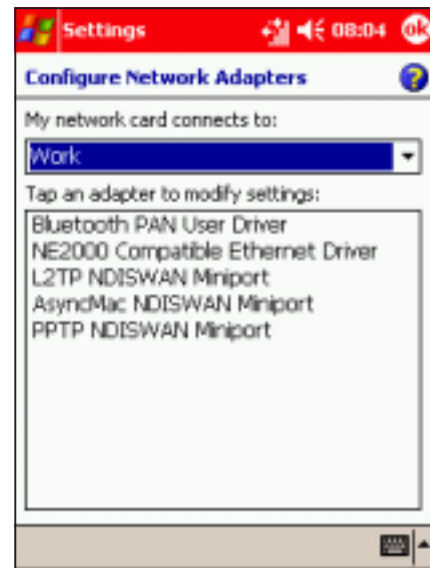 Settings 08:04 ok
Configure Network Adapters ?
My network card connects to:
Work
Tap an adapter to modify settings:
Bluetooth PAN User Driver
NE2000 Compatible Ethernet Driver
L2TP NDISWAN Miniport
AsyncMac NDISWAN Miniport
PPTP NDISWAN Miniport